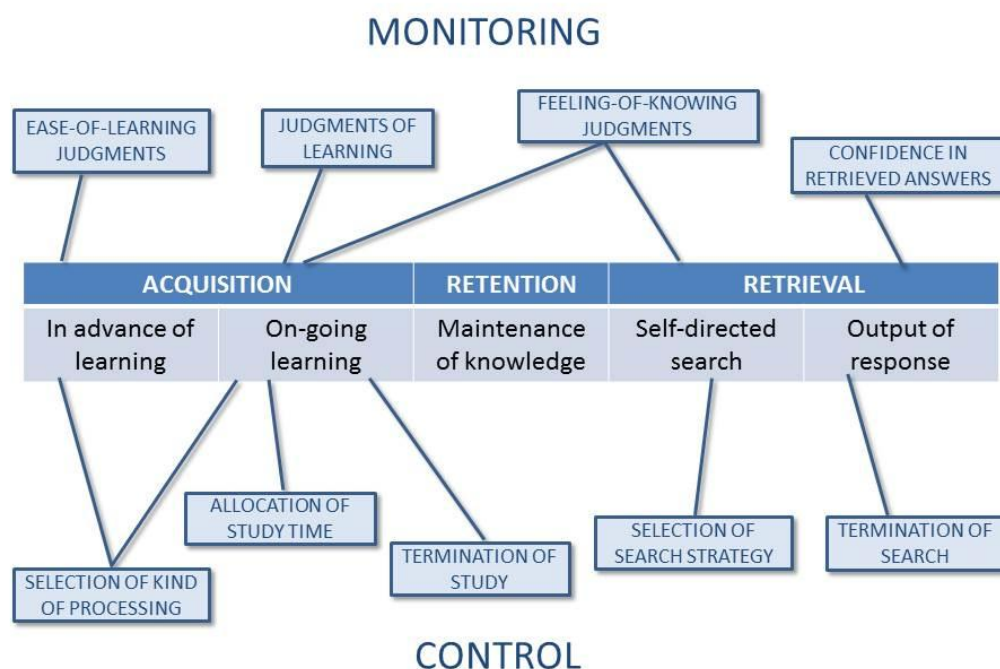 MONITORING
EASE-OF-LEARNING
JUDGMENTS
JUDGMENTS OF
LEARNING
FEELING-OF-KNOWING
JUDGMENTS
CONFIDENCE IN
RETRIEVED ANSWERS
ACQUISITION
RETENTION
RETRIEVAL
In advance of
learning
On-going
learning
Maintenance
of knowledge
Self-directed
search
Output of
response
ALLOCATION OF
STUDY TIME
SELECTION OF
SEARCH STRATEGY
TERMINATION OF
SEARCH
TERMINATION OF
STUDY
SELECTION OF KIND
OF PROCESSING
CONTROL